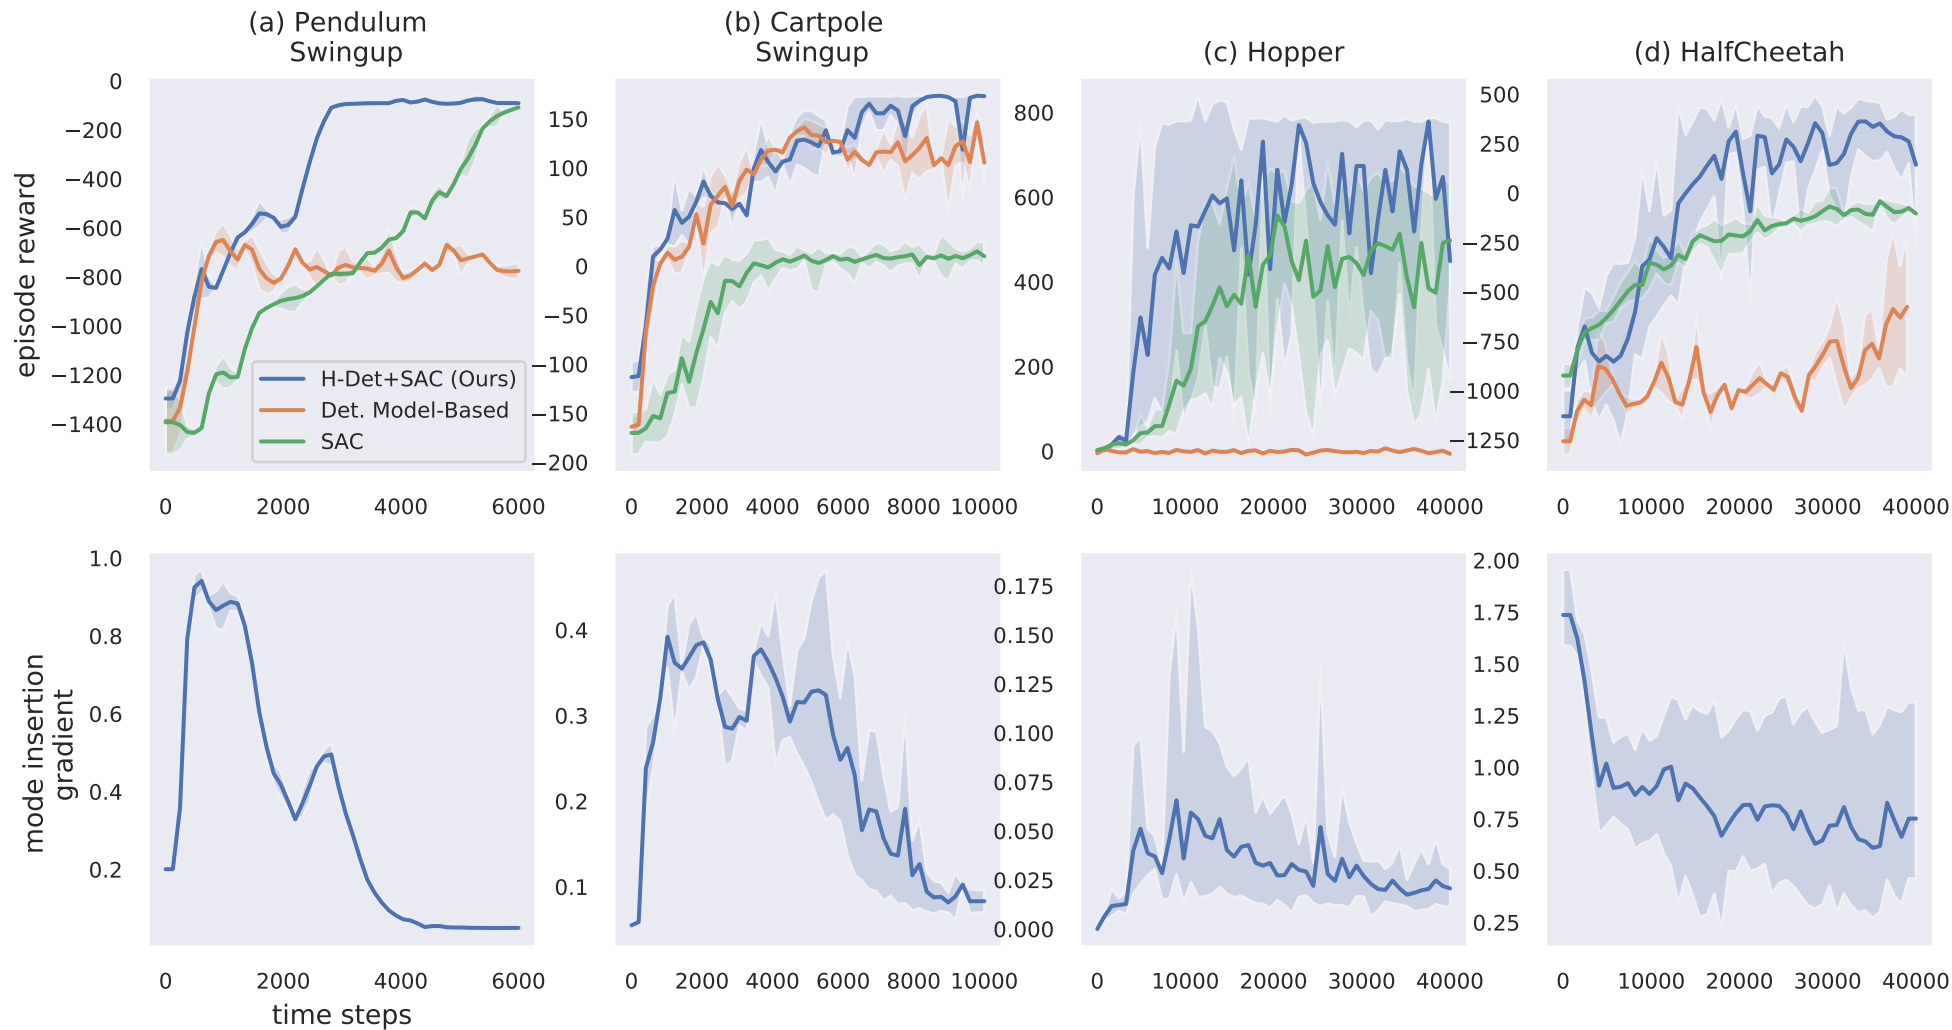 (a) Pendulum
Swingup
(b) Cartpole
Swingup
(c) Hopper
(d) HalfCheetah
episode reward
0
−200
−400
−600
−800
−1000
−1200
−1400
H-Det+SAC (Ours)
Det. Model-Based
SAC
0 2000 4000 6000
150
100
50
0
−50
−100
−150
−200
0 2000 4000 6000 8000 10000
800
600
400
200
0
0 10000 20000 30000 40000
500
250
0
−250
−500
−750
−1000
−1250
0 10000 20000 30000 40000
mode insertion
gradient
1.0
0.8
0.6
0.4
0.2
0 2000 4000 6000
time steps
0.4
0.3
0.2
0.1
0 2000 4000 6000 8000 10000
0.175
0.150
0.125
0.100
0.075
0.050
0.025
0.000
0 10000 20000 30000 40000
2.00
1.75
1.50
1.25
1.00
0.75
0.50
0.25
0 10000 20000 30000 40000